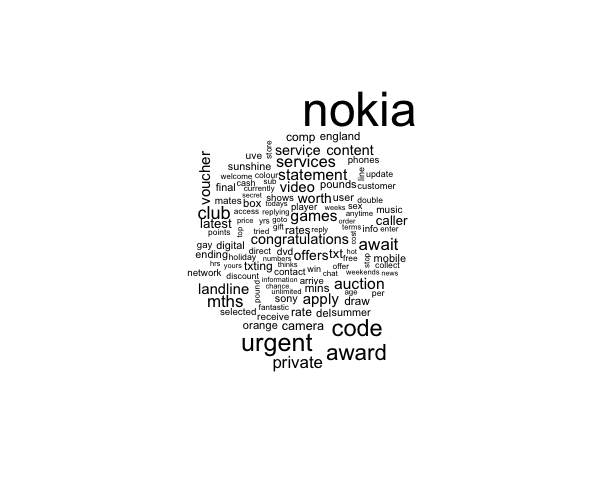 nokia
comp england
store
uve service content
voucher services phones
sunshine line
welcome colour statement update
final cash sub video pounds customer
currently
secret
mates box todays shows worth user double
club access replying player weeks sex music
latest price yrs goto games anytime caller
points gift order
top tried rates reply terms info enter
gay digital congratulations cost await
ending direct dvd offers txt hot
holiday numbers free stop mobile
hrs yours txting thinks offer collect
network contact win chat weekends news
discount information arrive
landline pound chance mins auction
unlimited age per
mths sony apply draw
selected fantastic rate del summer
receive
orange camera code
urgent
award
private